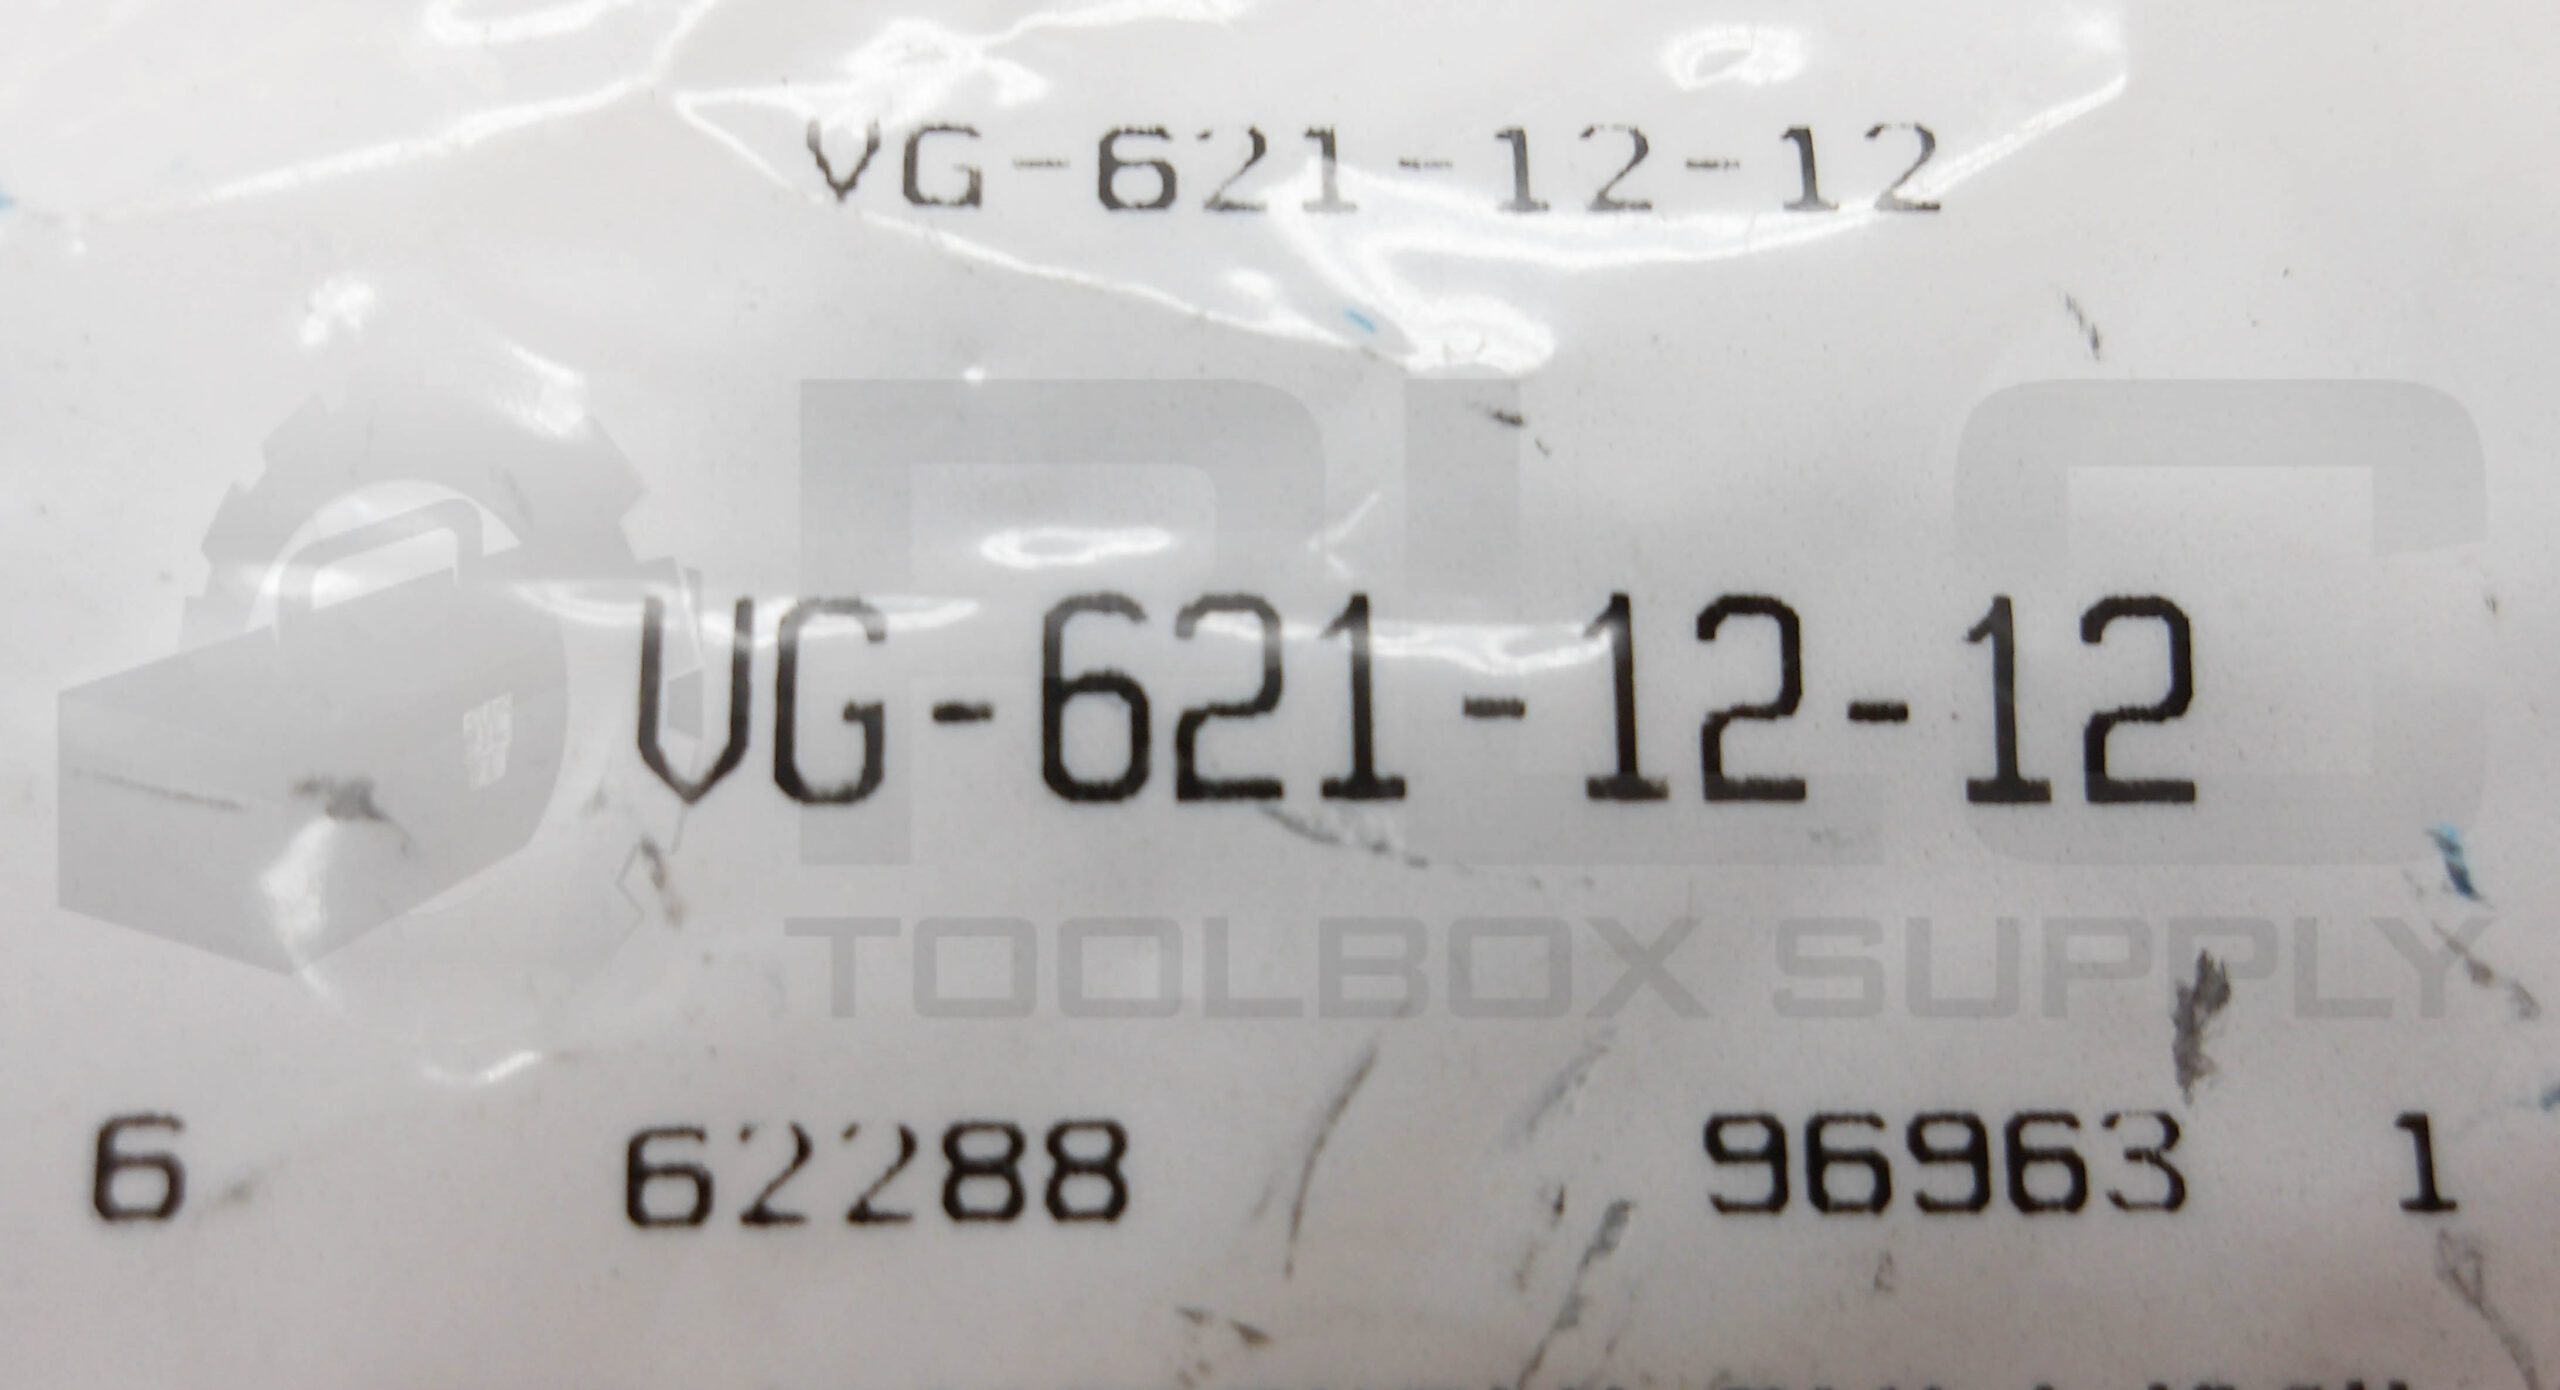 VG-621-12-12
PLC
VG-621-12-12
TOOLBOX SUPPLY
6 62288 96963 1